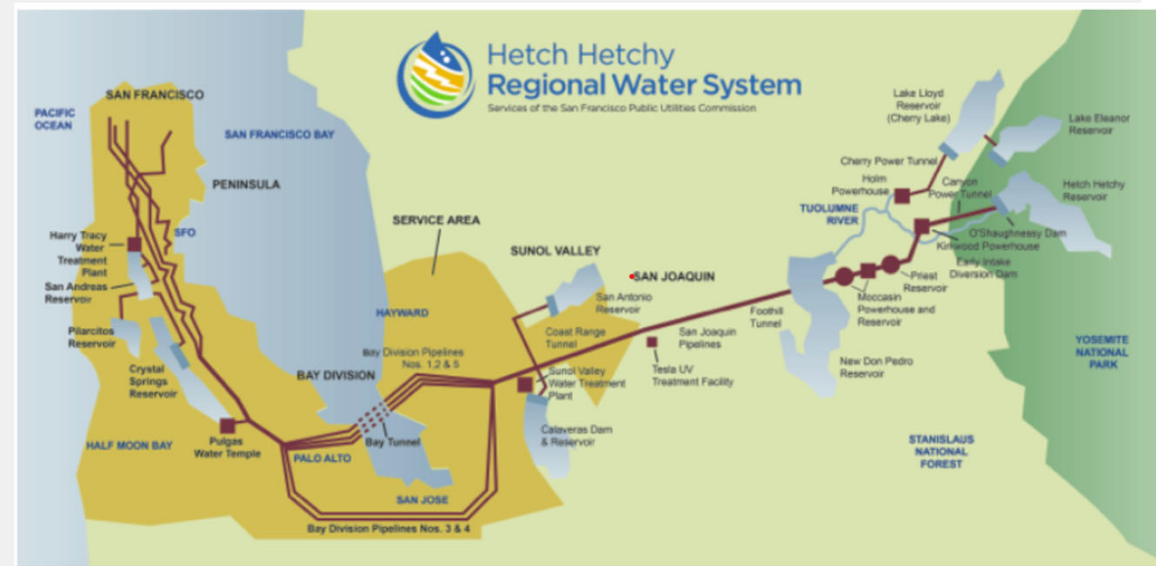 Hetch Hetchy
Regional Water System
Services of the San Francisco Public Utilities Commission
SAN FRANCISCO
PACIFIC
OCEAN
SAN FRANCISCO BAY
PENINSULA
SFO
Harry Tracy
Water
Treatment
Plant
San Andreas
Reservoir
Pilarcitos
Reservoir
Crystal
Springs
Reservoir
HALF MOON BAY
Pulgas
Water Temple
PALO ALTO
BAY DIVISION
Bay Division Pipelines
Nos. 1,2 & 5
Bay Tunnel
SAN JOSE
Bay Division Pipelines Nos. 3 & 4
HAYWARD
SERVICE AREA
SUNOL VALLEY
San Antonio
Reservoir
Coast Range
Tunnel
Sunol Valley
Water Treatment
Plant
Calaveras Dam
& Reservoir
SAN JOAQUIN
San Joaquin
Pipelines
Tesla UV
Treatment Facility
Foothill
Tunnel
New Don Pedro
Reservoir
Moccasin
Powerhouse and
Reservoir
Priest
Reservoir
Early Intake
Diversion Dam
Kirkwood Powerhouse
O'Shaughnessy Dam
Hetch Hetchy
Reservoir
Canyon
Power Tunnel
Holm
Powerhouse
Cherry Power Tunnel
Lake Lloyd
Reservoir
(Cherry Lake)
Lake Eleanor
Reservoir
TUOLUMNE
RIVER
YOSEMITE
NATIONAL
PARK
STANISLAUS
NATIONAL
FOREST